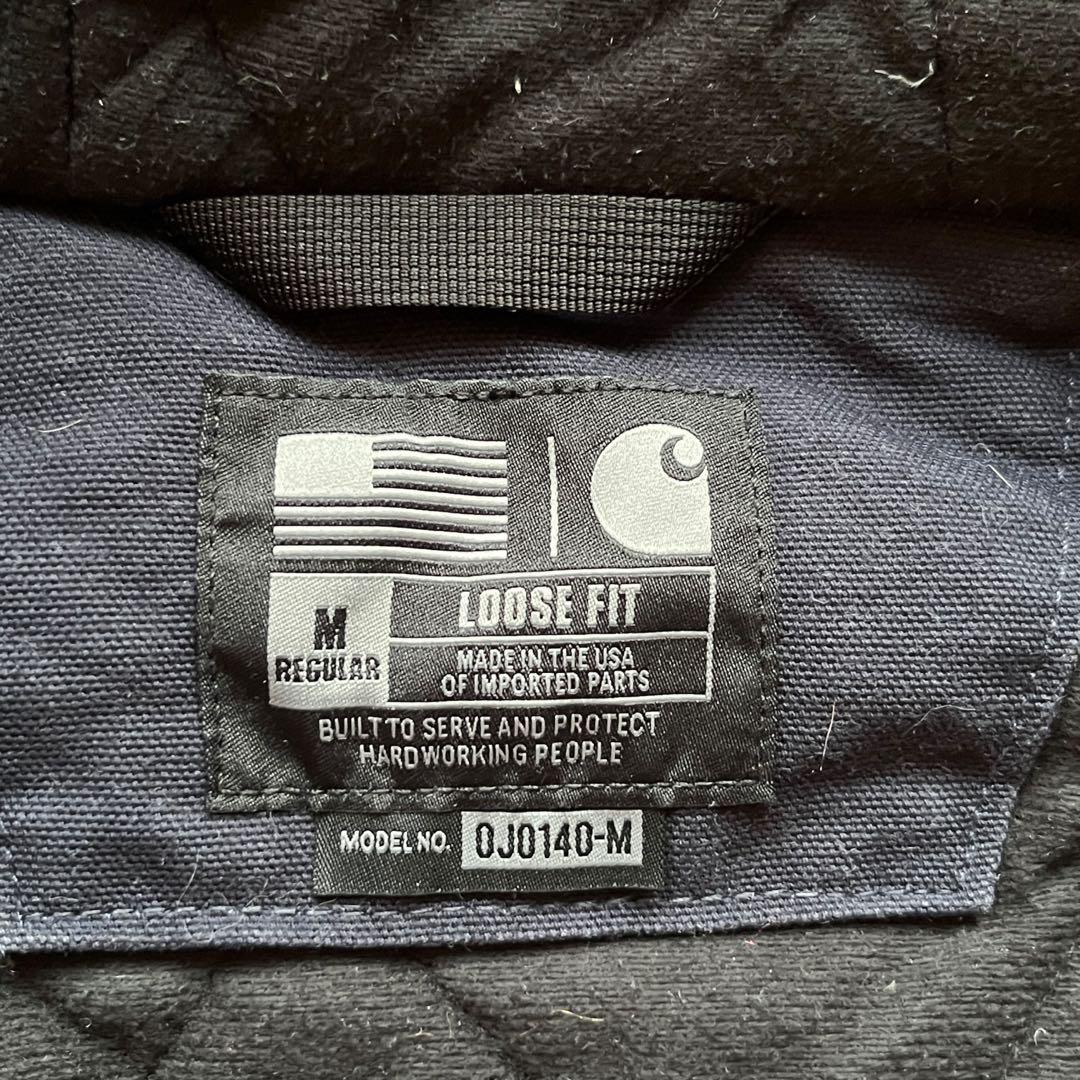 M
REGULAR
LOOSE FIT
MADE IN THE USA
OF IMPORTED PARTS
BUILT TO SERVE AND PROTECT
HARDWORKING PEOPLE
MODEL NO. 0J0140-M